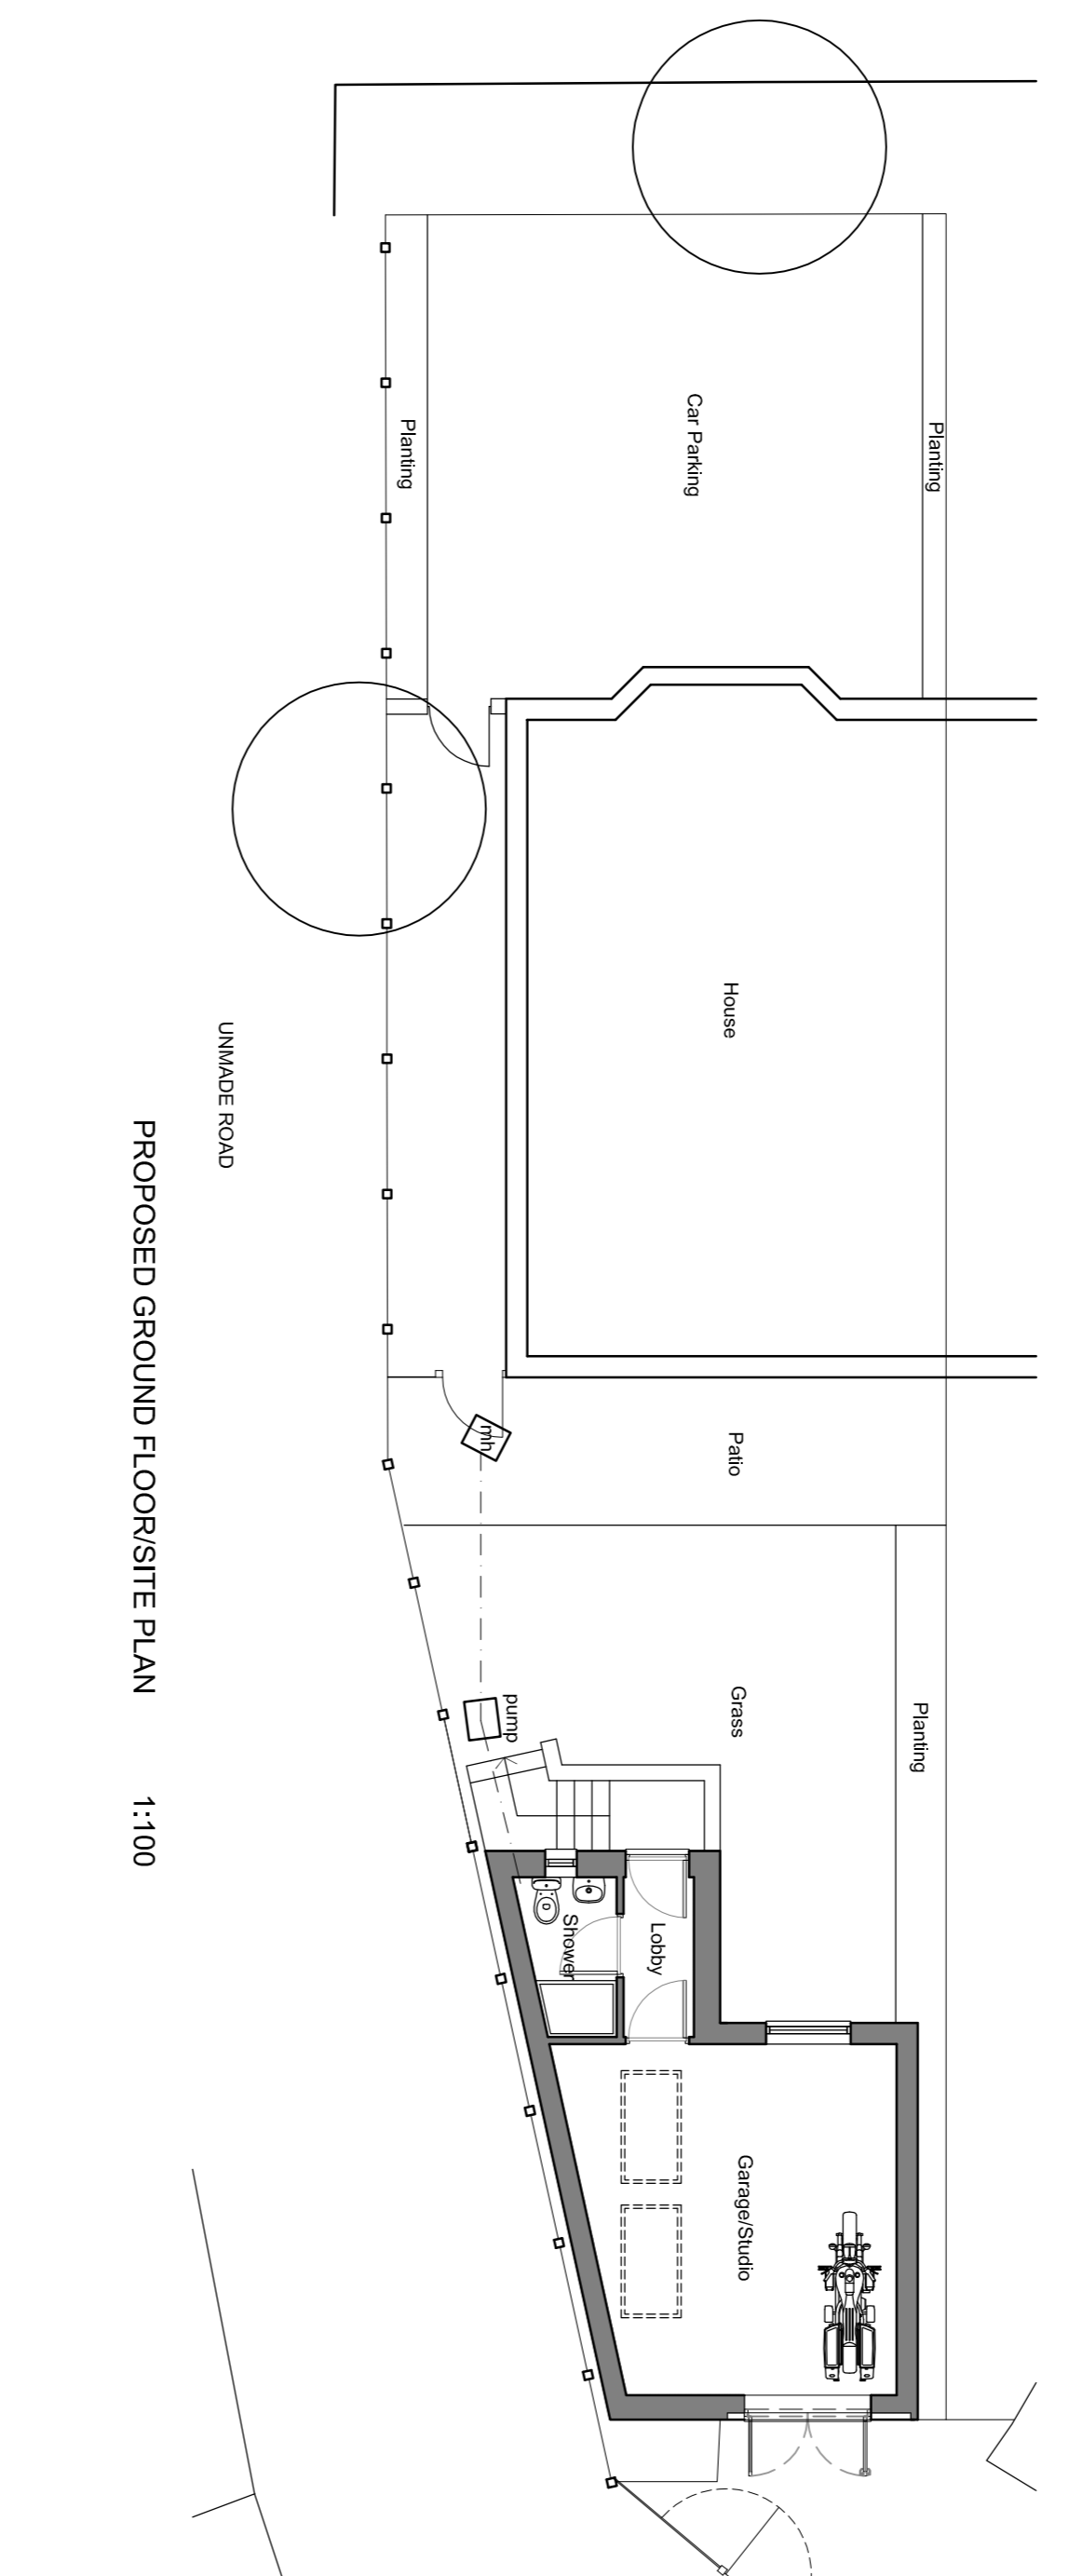 Planting
Car Parking
Planting
House
UNMADE ROAD
PROPOSED GROUND FLOOR/SITE PLAN 1:100
mh
Patio
pump
Grass
Planting
Shower
Lobby
Garage/Studio